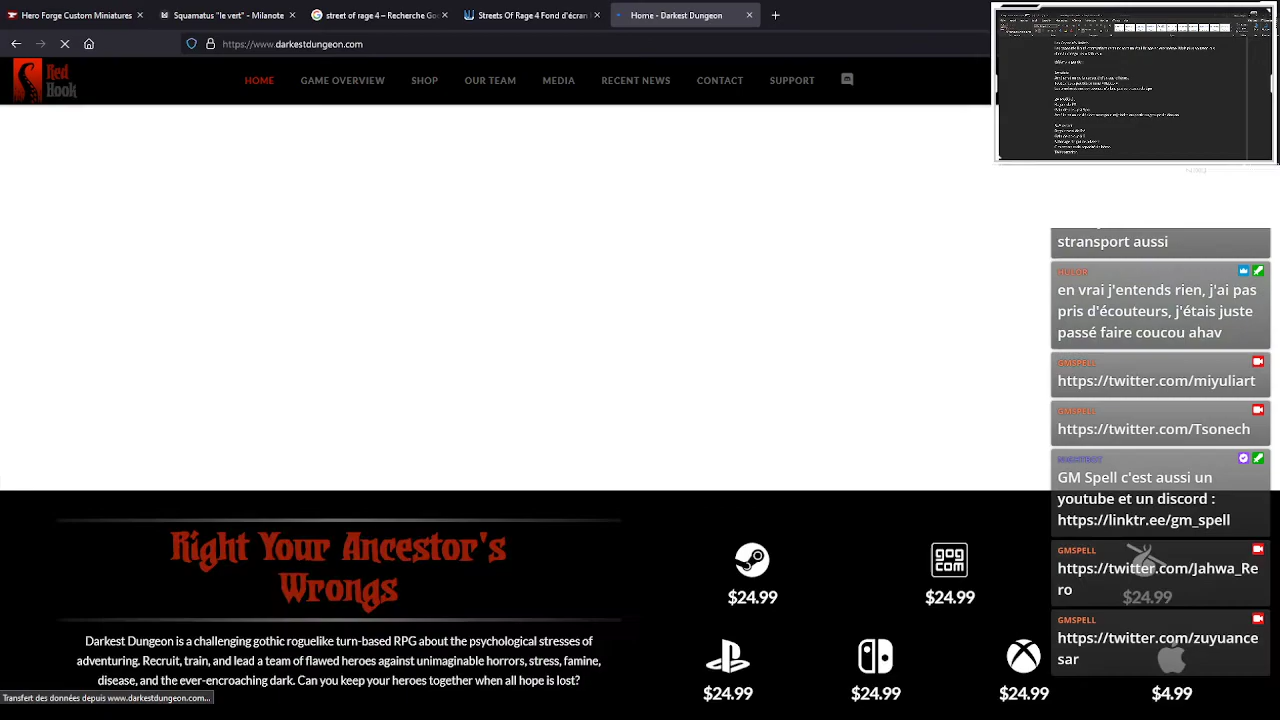 Hero Forge Custom Miniatures
Squamatus "le vert" - Milanote
street of rage 4 – Recherche Go
Streets Of Rage 4 Fond d'écran
Home - Darkest Dungeon
https://www.darkestdungeon.com
Red
Hook
HOME
GAME OVERVIEW
SHOP
OUR TEAM
MEDIA
RECENT NEWS
CONTACT
SUPPORT
stransport aussi
HULOR
en vrai j'entends rien, j'ai pas
pris d'écouteurs, j'étais juste
passé faire coucou ahav
GMSPELL
https://twitter.com/miyuliart
GMSPELL
https://twitter.com/Tsonech
NIGHTBOT
GM Spell c'est aussi un
youtube et un discord :
https://linktr.ee/gm_spell
GMSPELL
https://twitter.com/Jahwa_Re
ro
GMSPELL
https://twitter.com/zuyuance
sar
Right Your Ancestor's
Wrongs
Darkest Dungeon is a challenging gothic roguelike turn-based RPG about the psychological stresses of
adventuring. Recruit, train, and lead a team of flawed heroes against unimaginable horrors, stress, famine,
disease, and the ever-encroaching dark. Can you keep your heroes together when all hope is lost?
gog
com
$24.99
$24.99
$24.99
$24.99
$24.99
$24.99
$4.99
Transfert des données depuis www.darkestdungeon.com...